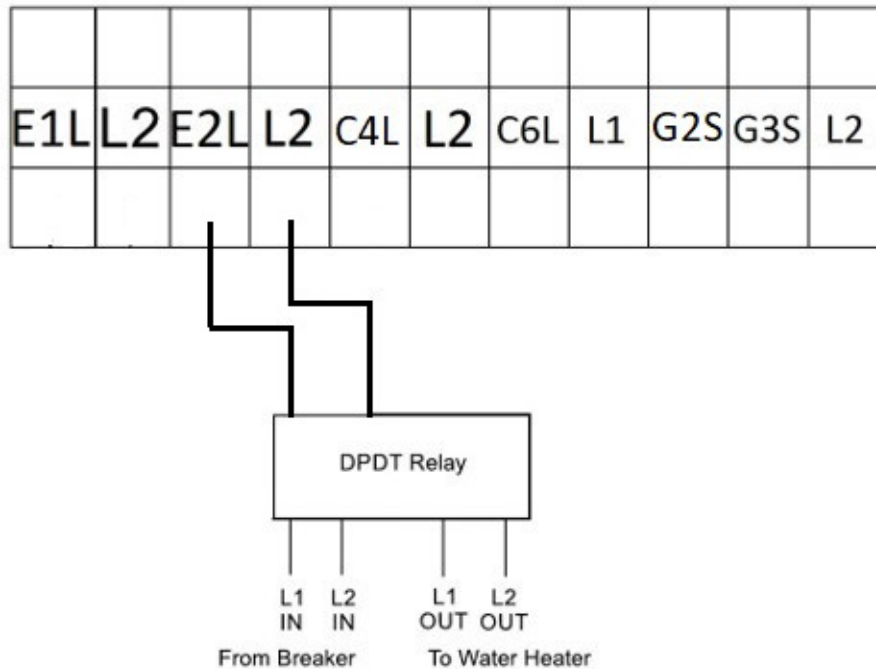 E1L L2 E2L L2 C4L L2 C6L L1 G2S G3S L2
DPDT Relay
L1 L2 L1 L2
IN IN OUT OUT
From Breaker To Water Heater